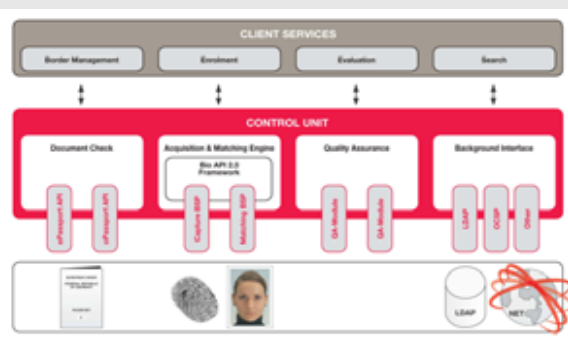 CLIENT SERVICES
Border Management
Enrolment
Evaluation
Search
CONTROL UNIT
Document Check
Acquisition & Matching Engine
Quality Assurance
Background Interface
Bio API 2.0
Framework
ePassport API
ePassport API
Capture BSP
Matching BSP
QA-Module
QA-Module
LDAP
OCSP
Other
LDAP
NET